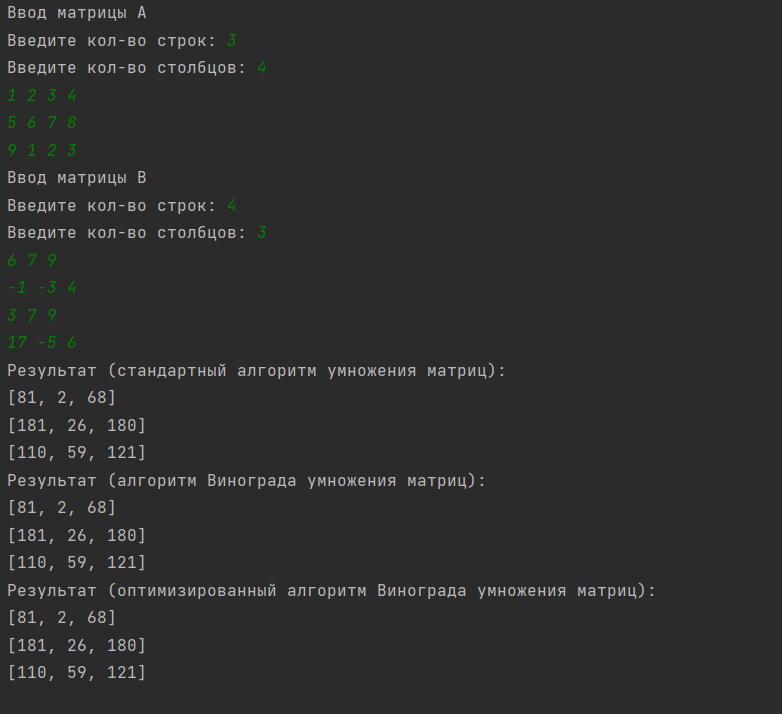 Ввод матрицы A
Введите кол-во строк: 3
Введите кол-во столбцов: 4
1 2 3 4
5 6 7 8
9 1 2 3
Ввод матрицы B
Введите кол-во строк: 4
Введите кол-во столбцов: 3
6 7 9
-1 -3 4
3 7 9
17 -5 6
Результат (стандартный алгоритм умножения матриц):
[81, 2, 68]
[181, 26, 180]
[110, 59, 121]
Результат (алгоритм Винограда умножения матриц):
[81, 2, 68]
[181, 26, 180]
[110, 59, 121]
Результат (оптимизированный алгоритм Винограда умножения матриц):
[81, 2, 68]
[181, 26, 180]
[110, 59, 121]